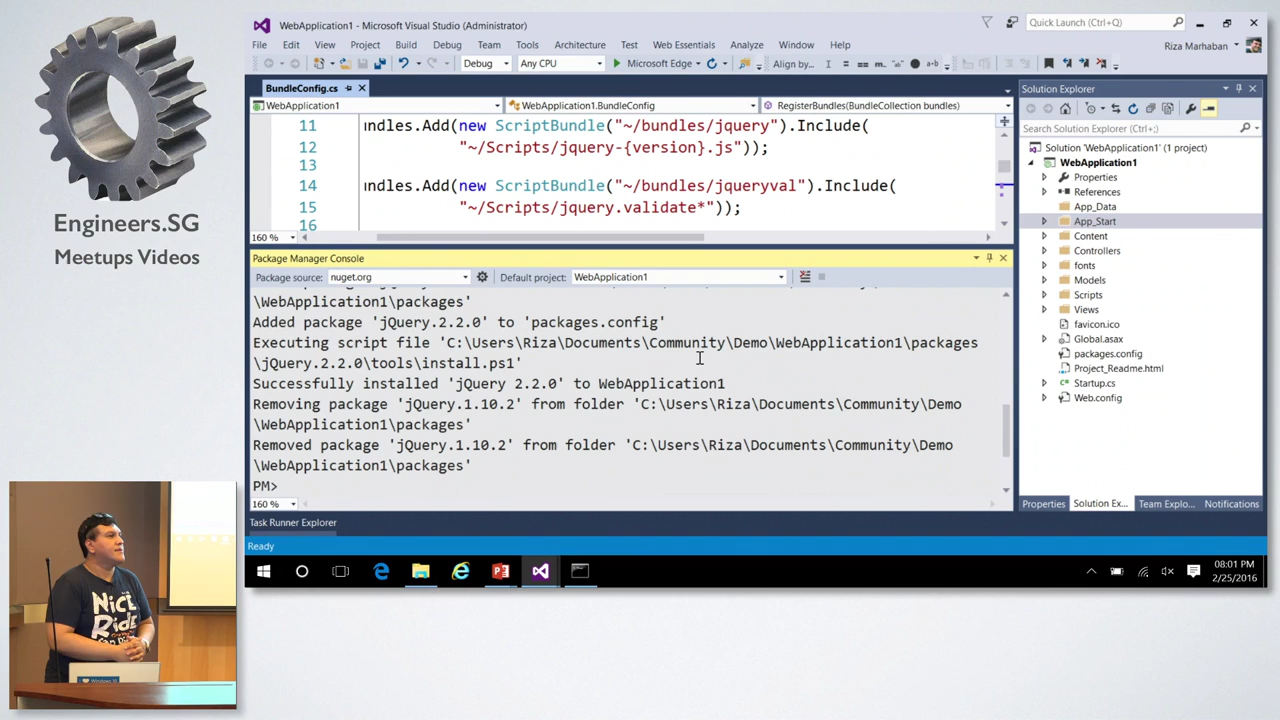 Engineers.SG
Meetups Videos
WebApplication1 - Microsoft Visual Studio (Administrator)
Quick Launch (Ctrl+Q)
File Edit View Project Build Debug Team Tools Architecture Test Web Essentials Analyze Window Help
Riza Marhaban
Debug Any CPU Microsoft Edge Align by...
BundleConfig.cs
WebApplication1 WebApplication1.BundleConfig RegisterBundles(BundleCollection bundles)
11 ndles.Add(new ScriptBundle("~/bundles/jquery").Include(
12 "~/Scripts/jquery-{version}.js"));
13
14 ndles.Add(new ScriptBundle("~/bundles/jqueryval").Include(
15 "~/Scripts/jquery.validate*"));
16
160 %
Package Manager Console
Package source: nuget.org Default project: WebApplication1
\WebApplication1\packages'
Added package 'jQuery.2.2.0' to 'packages.config'
Executing script file 'C:\Users\Riza\Documents\Community\Demo\WebApplication1\packages
\jQuery.2.2.0\tools\install.ps1'
Successfully installed 'jQuery 2.2.0' to WebApplication1
Removing package 'jQuery.1.10.2' from folder 'C:\Users\Riza\Documents\Community\Demo
\WebApplication1\packages'
Removed package 'jQuery.1.10.2' from folder 'C:\Users\Riza\Documents\Community\Demo
\WebApplication1\packages'
PM>
160 %
Task Runner Explorer
Ready
Solution Explorer
Search Solution Explorer (Ctrl+;)
Solution 'WebApplication1' (1 project)
WebApplication1
Properties
References
App_Data
App_Start
Content
Controllers
fonts
Models
Scripts
Views
favicon.ico
Global.asax
packages.config
Project_Readme.html
Startup.cs
Web.config
Properties Solution Ex... Team Explo... Notifications
08:01 PM
2/25/2016
NiCE
RiDE
Windows 10